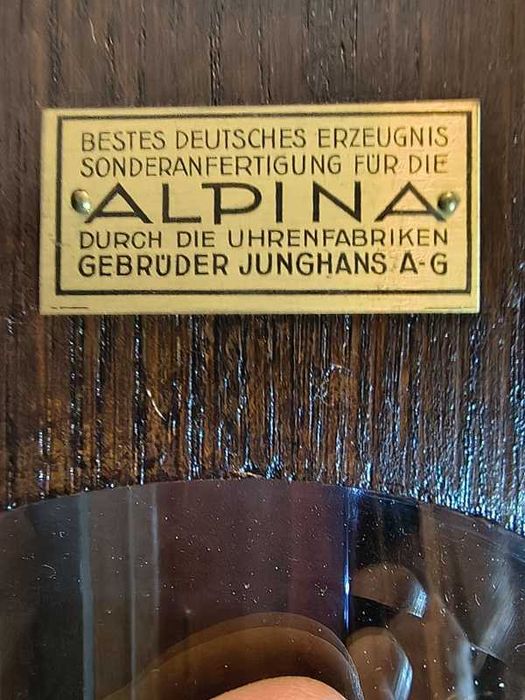 BESTES DEUTSCHES ERZEUGNIS
SONDERANFERTIGUNG FÜR DIE
ALPINA
DURCH DIE UHRENFABRIKEN
GEBRÜDER JUNGHANS A-G